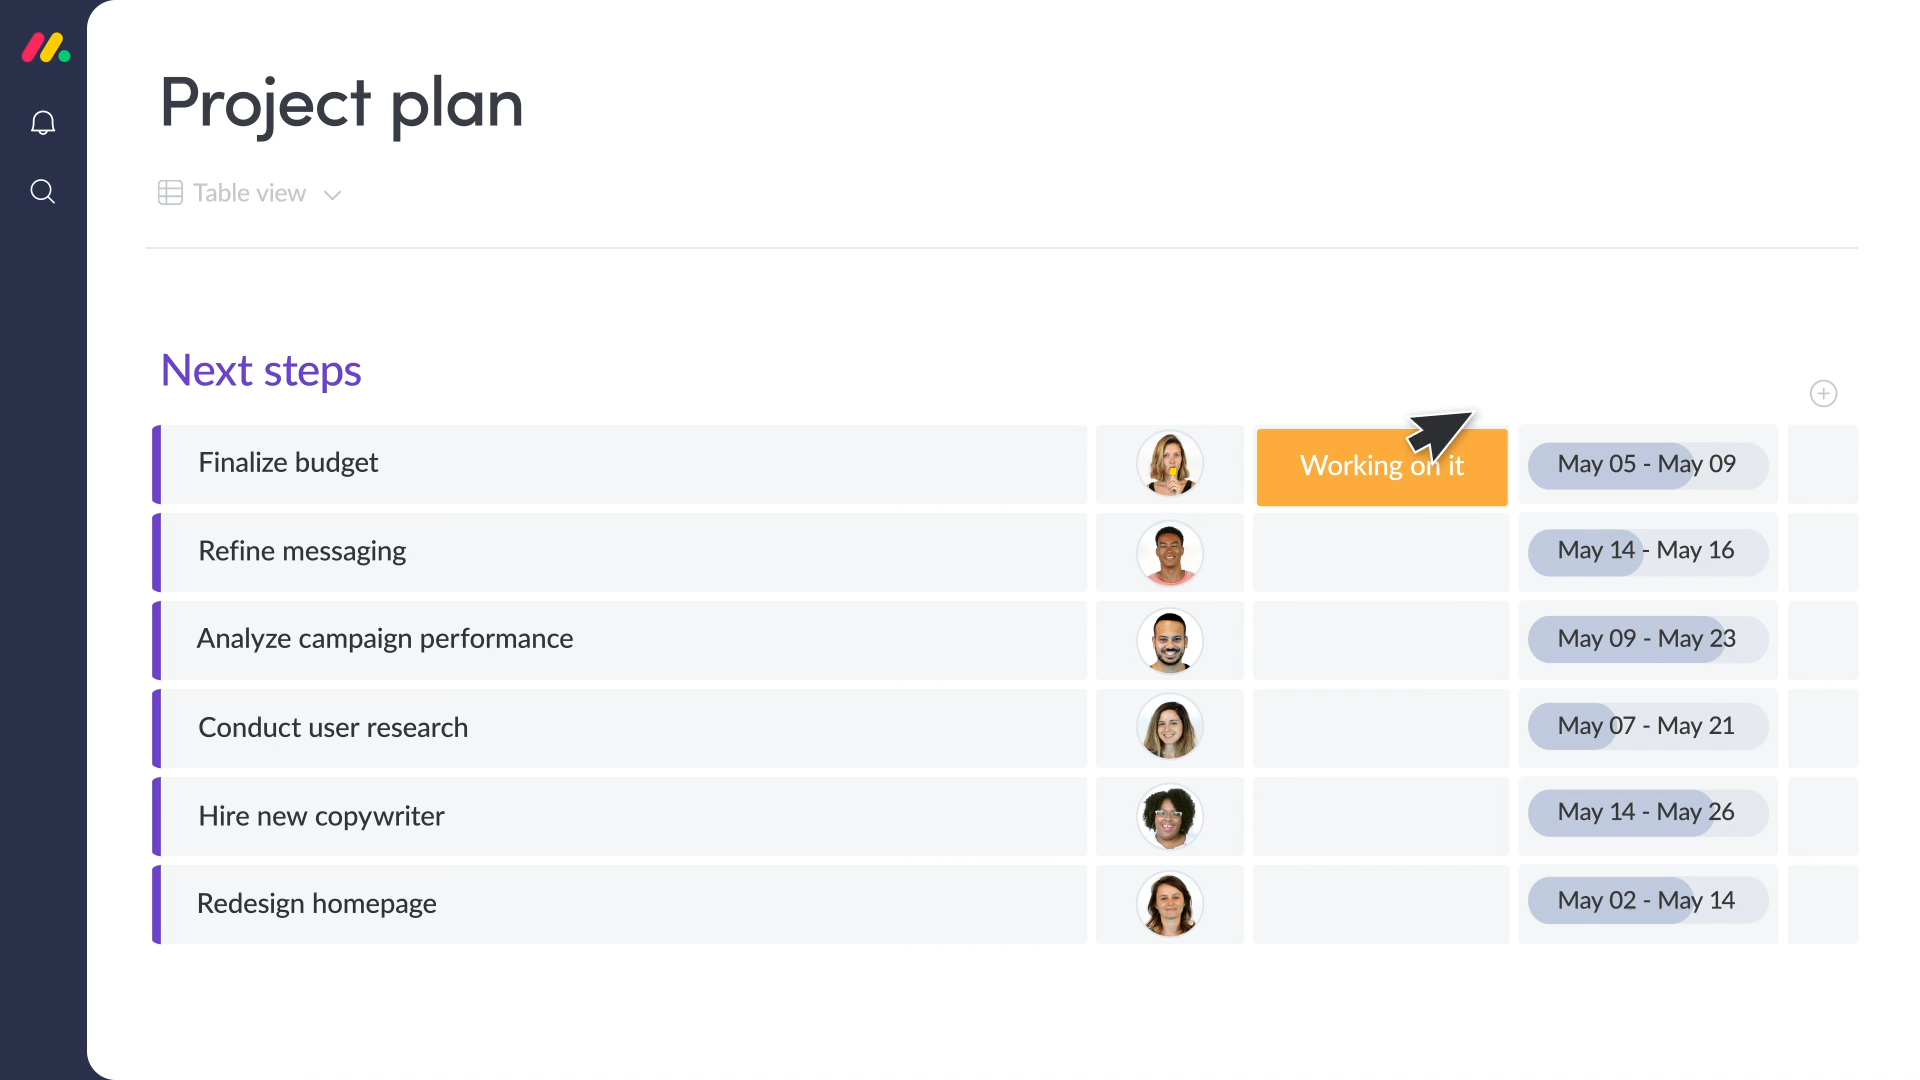 Project plan
Table view
Next steps
Finalize budget
Working on it
May 05 - May 09
Refine messaging
May 14 - May 16
Analyze campaign performance
May 09 - May 23
Conduct user research
May 07 - May 21
Hire new copywriter
May 14 - May 26
Redesign homepage
May 02 - May 14